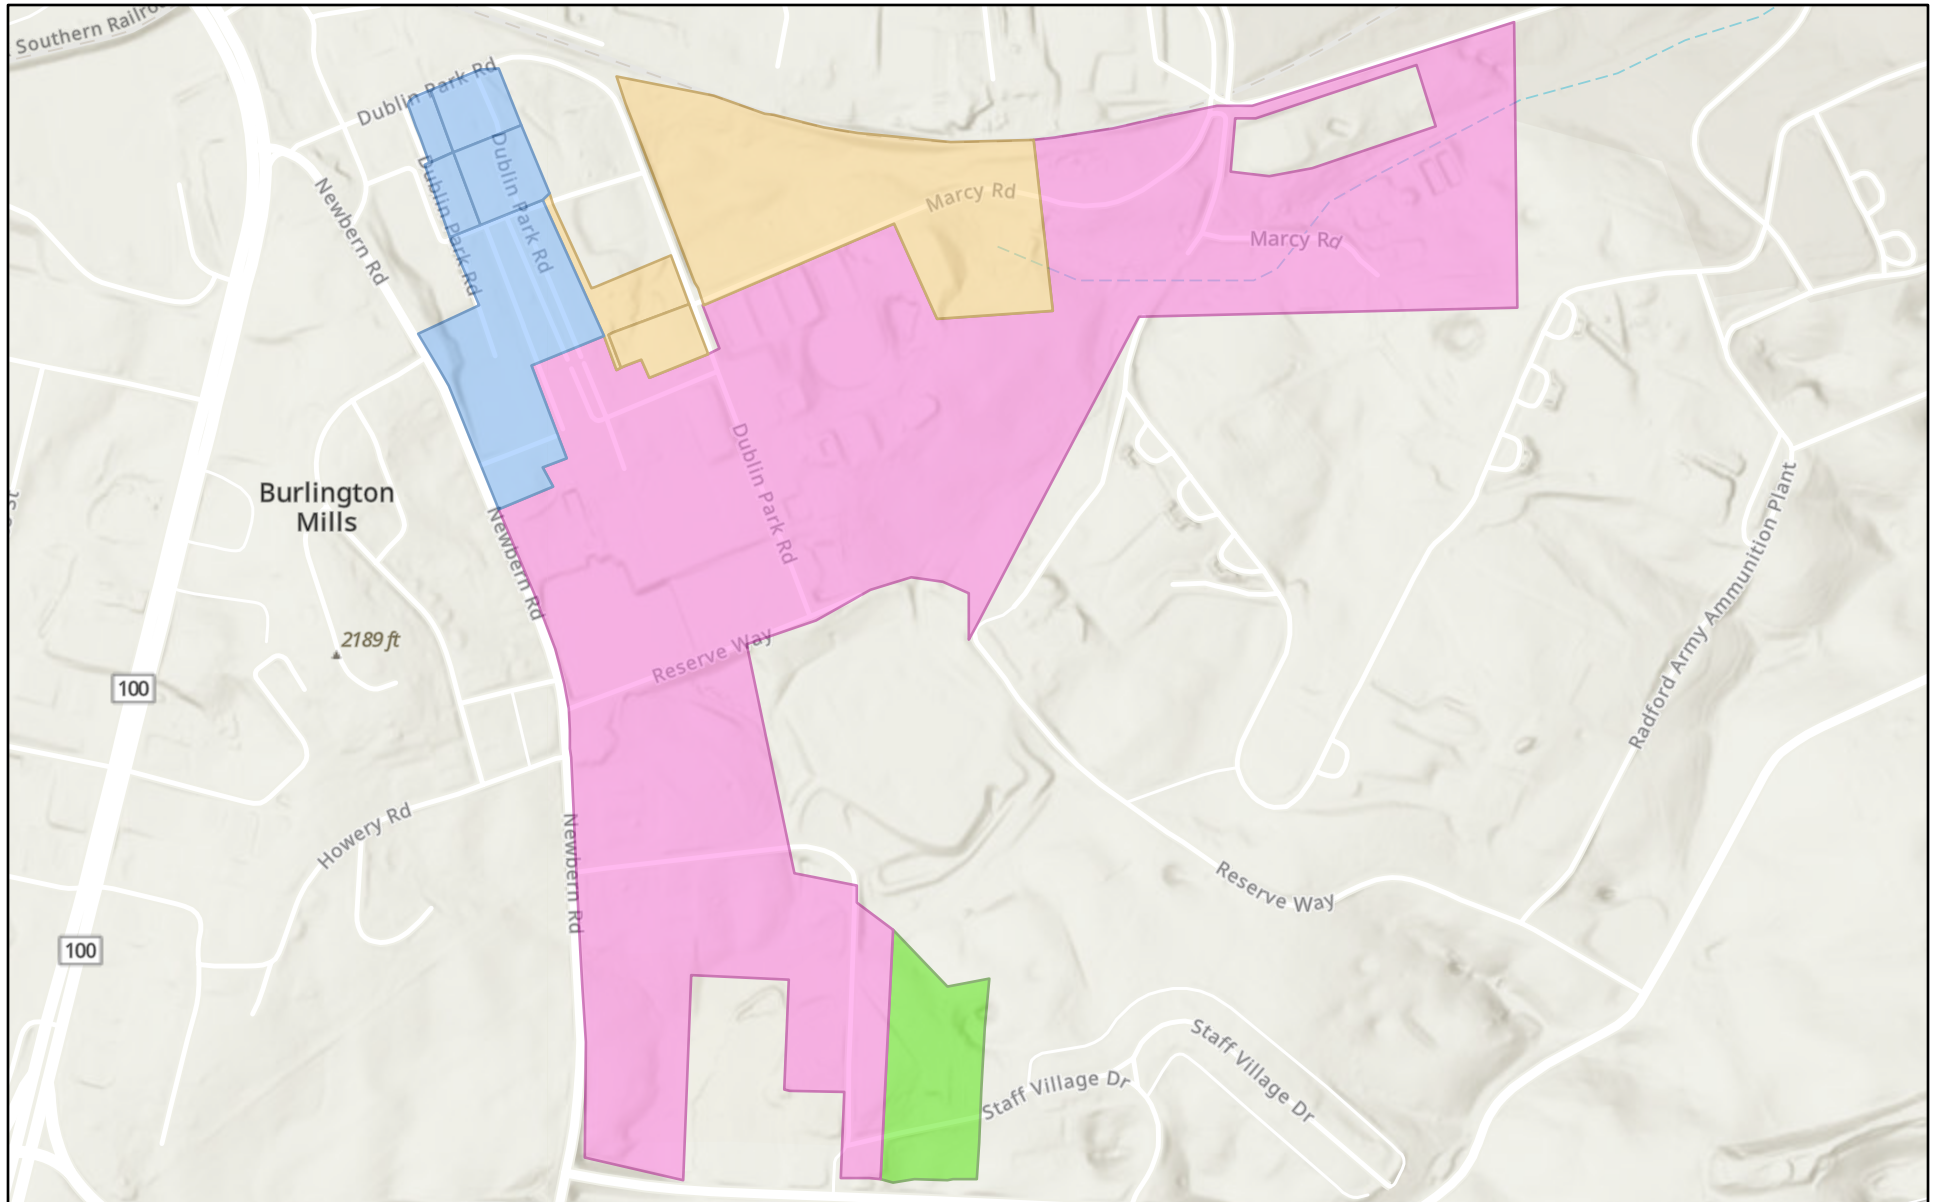 Southern Railro
Dublin Park Rd
Dublin Park Rd
Dublin Park Rd
Newbern Rd
Marcy Rd
Marcy Rd
Dublin Park Rd
Burlington
Mills
St
Newbern Rd
Radford Army Ammunition Plant
2189 ft
Reserve Way
100
Howery Rd
Newbern Rd
Reserve Way
100
Staff Village Dr
Staff Village Dr